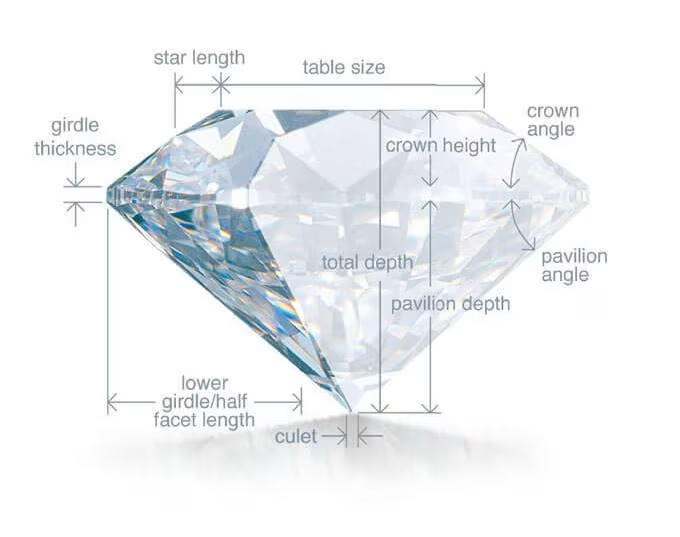 star length
table size
girdle
thickness
crown
angle
crown height
total depth
pavilion
angle
pavilion depth
lower
girdle/half
facet length
culet